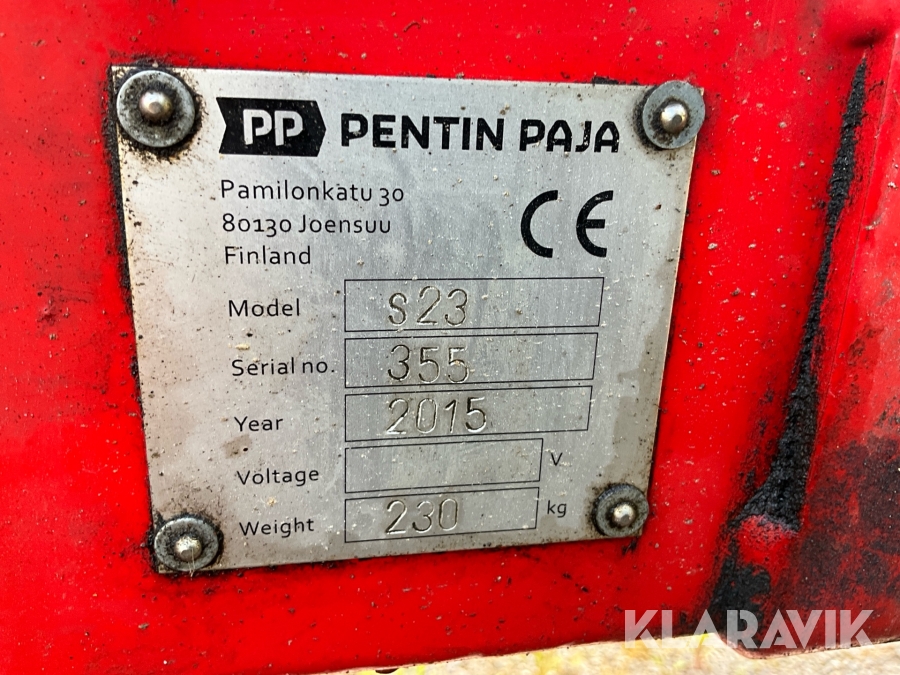 PP PENTIN PAJA
Pamilonkatu 30
80130 Joensuu
Finland
CE
Model S23
Serial no. 355
Year 2015
Voltage V
Weight 230 kg
KLARAVIK